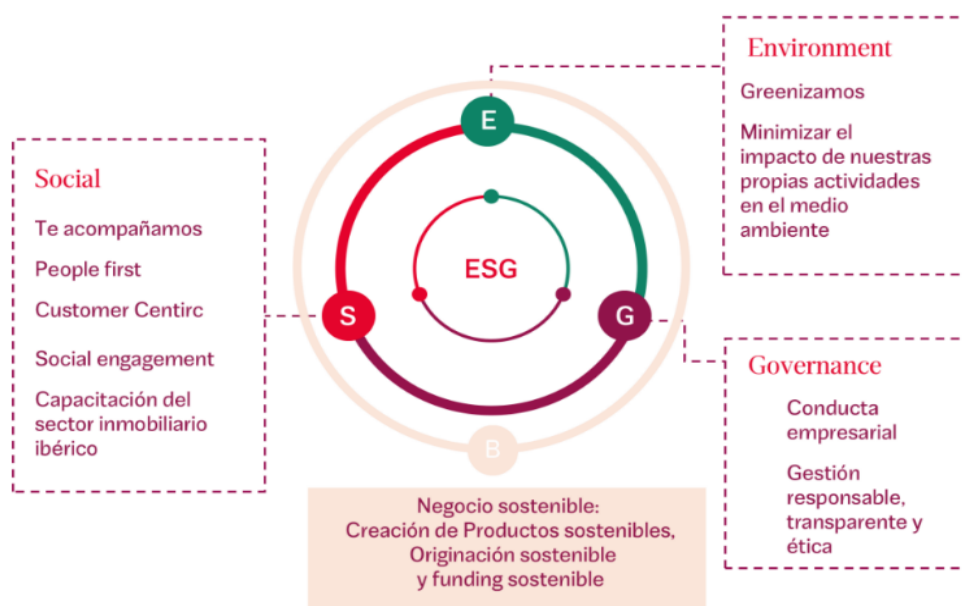 Environment
Greenizamos
Minimizar el
impacto de nuestras
propias actividades
en el medio
ambiente
E
Social
Te acompañamos
People first
Customer Centirc
Social engagement
Capacitación del
sector inmobiliario
ibérico
ESG
S
G
Governance
Conducta
empresarial
Gestión
responsable,
transparente y
ética
B
Negocio sostenible:
Creación de Productos sostenibles,
Originación sostenible
y funding sostenible